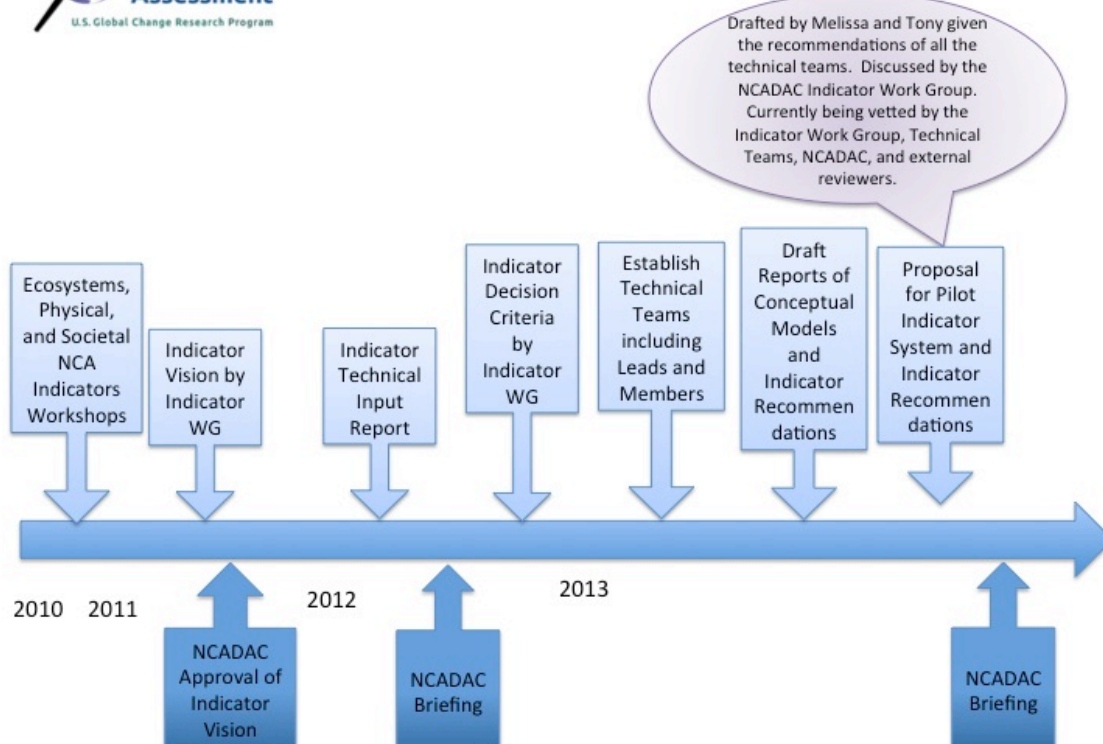 Assessment
U.S. Global Change Research Program
Drafted by Melissa and Tony given
the recommendations of all the
technical teams.  Discussed by the
NCADAC Indicator Work Group.
Currently being vetted by the
Indicator Work Group, Technical
Teams, NCADAC, and external
reviewers.
Ecosystems,
Physical,
and Societal
NCA
Indicators
Workshops
Indicator
Vision by
Indicator
WG
Indicator
Technical
Input
Report
Indicator
Decision
Criteria
by
Indicator
WG
Establish
Technical
Teams
including
Leads and
Members
Draft
Reports of
Conceptual
Models
and
Indicator
Recommen
dations
Proposal
for Pilot
Indicator
System and
Indicator
Recommen
dations
2010
2011
2012
2013
NCADAC
Approval of
Indicator
Vision
NCADAC
Briefing
NCADAC
Briefing